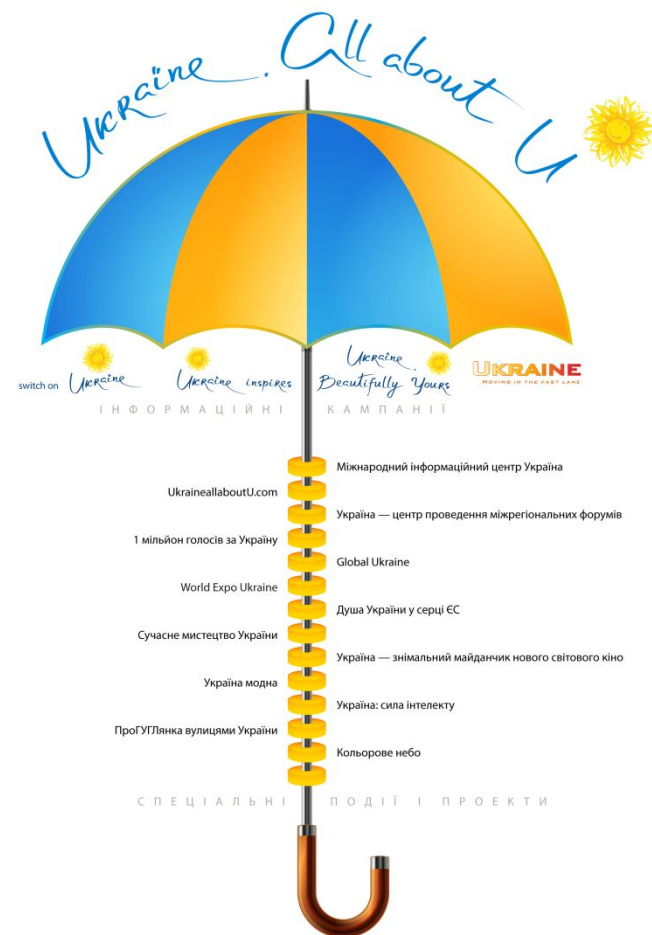 Ukraїne. All about U
switch on Ukraine
Ukraine inspires
Ukraine.
Beautifully Yours
UKRAINE
MOVING IN THE FAST LANE
ІНФОРМАЦІЙНІ КАМПАНІЇ
Міжнародний інформаційний центр Україна
UkraineallaboutU.com
Україна — центр проведення міжрегіональних форумів
1 мільйон голосів за Україну
Global Ukraine
World Expo Ukraine
Душа України у серці ЄС
Сучасне мистецтво України
Україна — знімальний майданчик нового світового кіно
Україна модна
Україна: сила інтелекту
ПроГУГЛянка вулицями України
Кольорове небо
СПЕЦІАЛЬНІ ПОДІЇ І ПРОЕКТИ